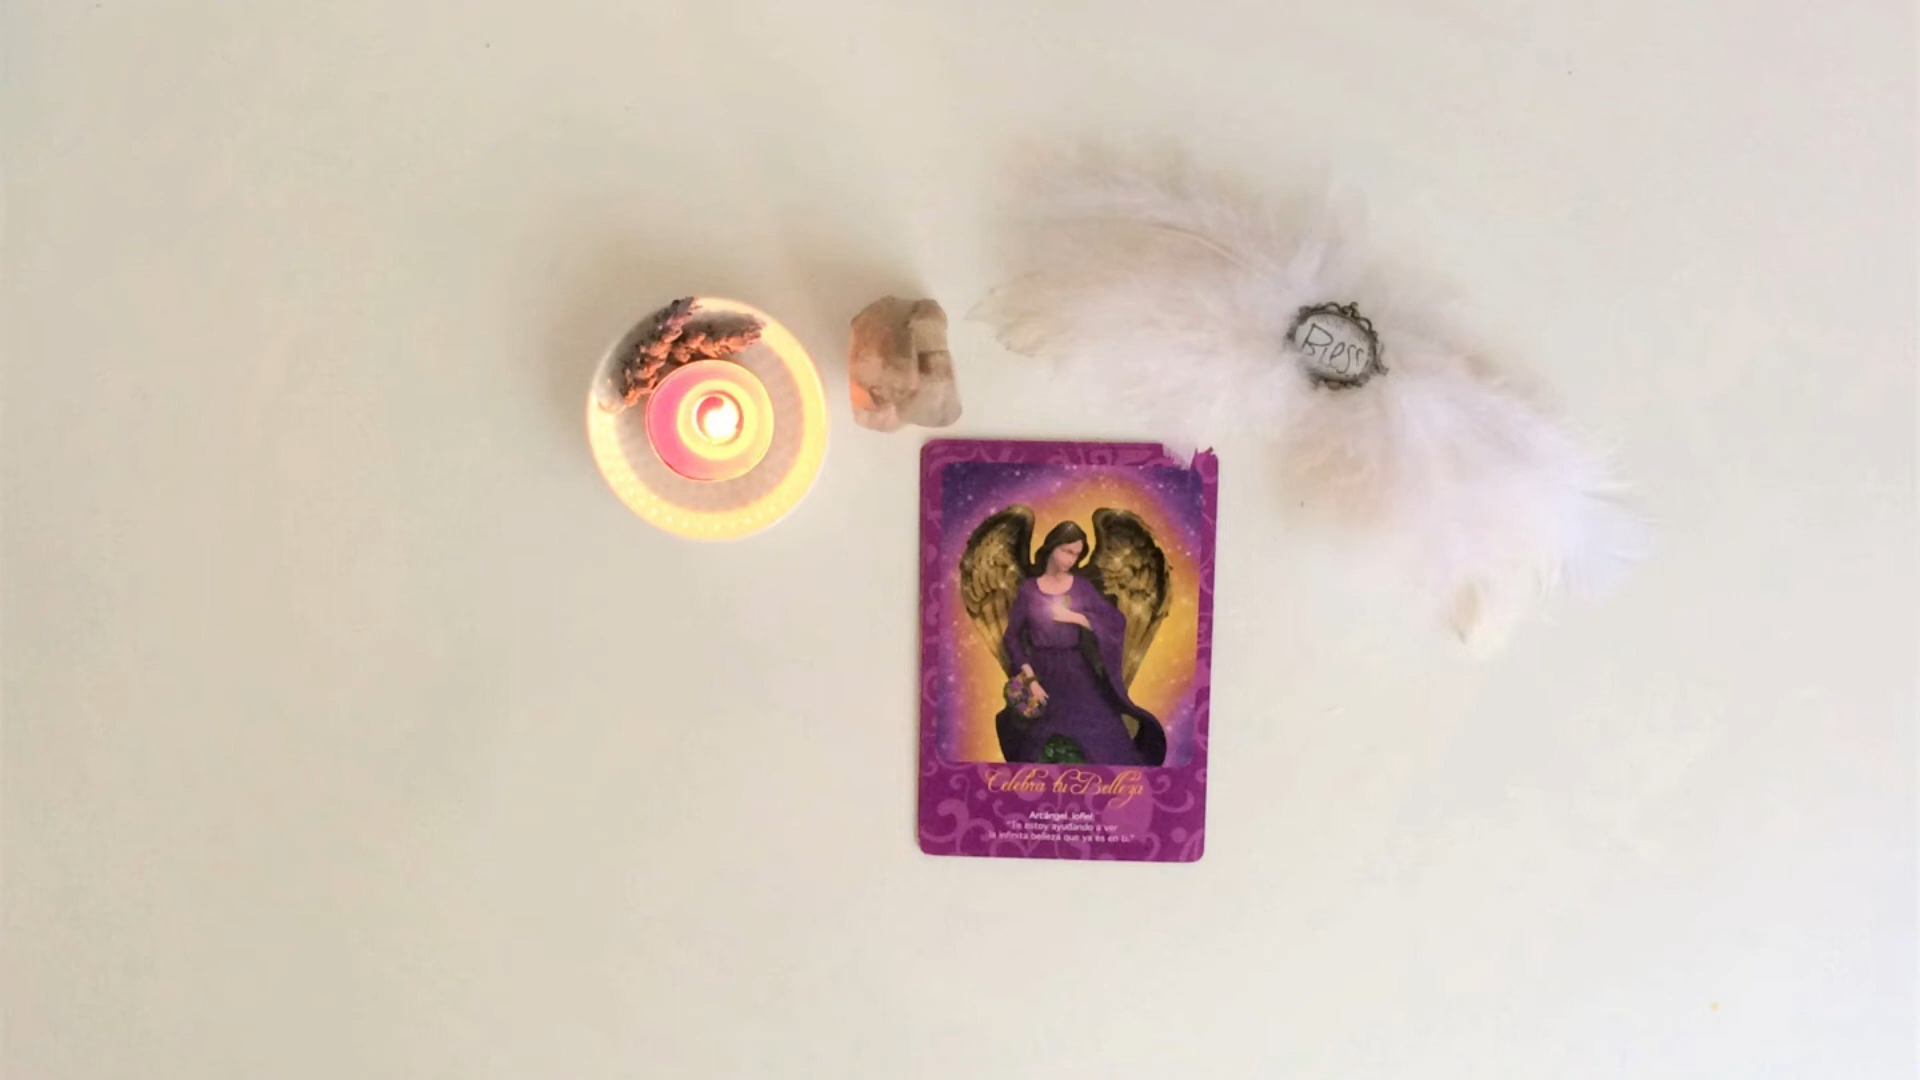 Bless
Celebra tu Belleza
Arcángel Jofiel:
"Te estoy ayudando a ver
la infinita belleza que ya es en ti."